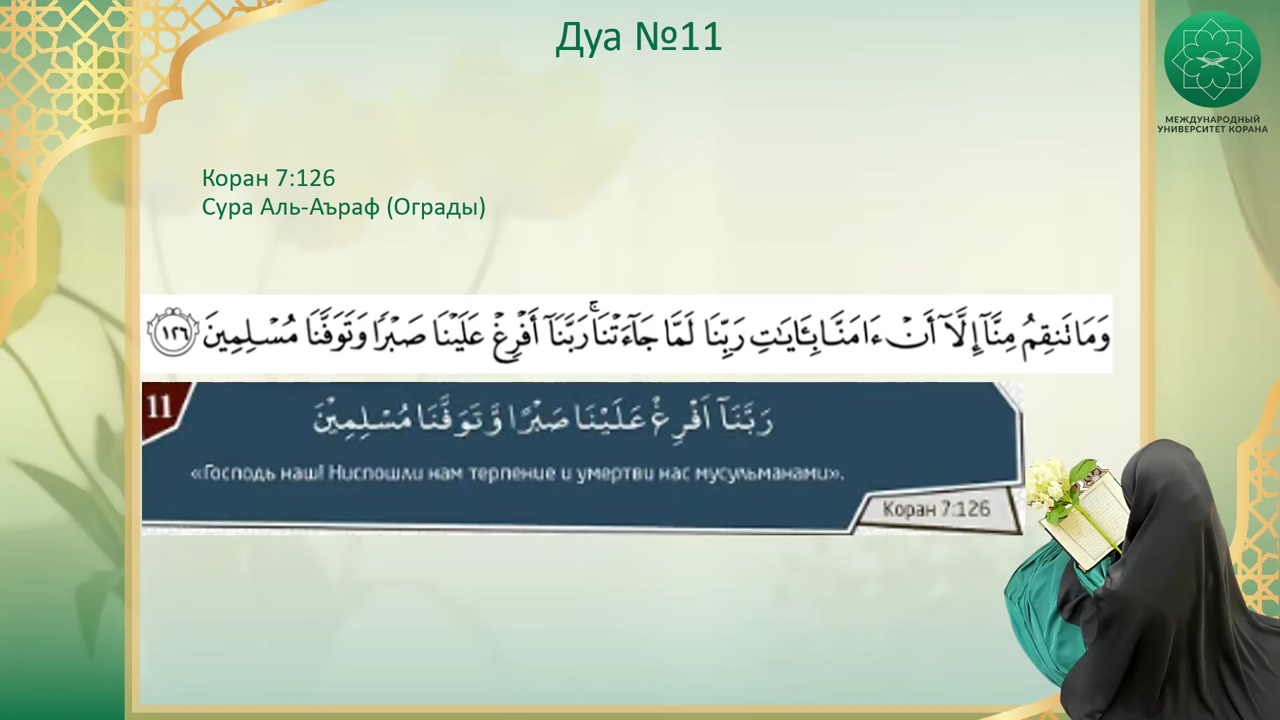 Дуа №11
МЕЖДУНАРОДНЫЙ
УНИВЕРСИТЕТ КОРАНА
Коран 7:126
Сура Аль-Аъраф (Ограды)
وَمَا تَنقِمُ مِنَّآ إِلَّآ أَنۡ ءَامَنَّا بِـَٔايَٰتِ رَبِّنَا لَمَّا جَآءَتۡنَاۚ رَبَّنَآ أَفۡرِغۡ عَلَيۡنَا صَبۡرٗا وَتَوَفَّنَا مُسۡلِمِينَ ١٢٦
11
رَبَّنَآ اَفْرِغْ عَلَيْنَا صَبْرًا وَّ تَوَفَّنَا مُسْلِمِيْنَ
«Господь наш! Ниспошли нам терпение и умертви нас мусульманами».
Коран 7:126